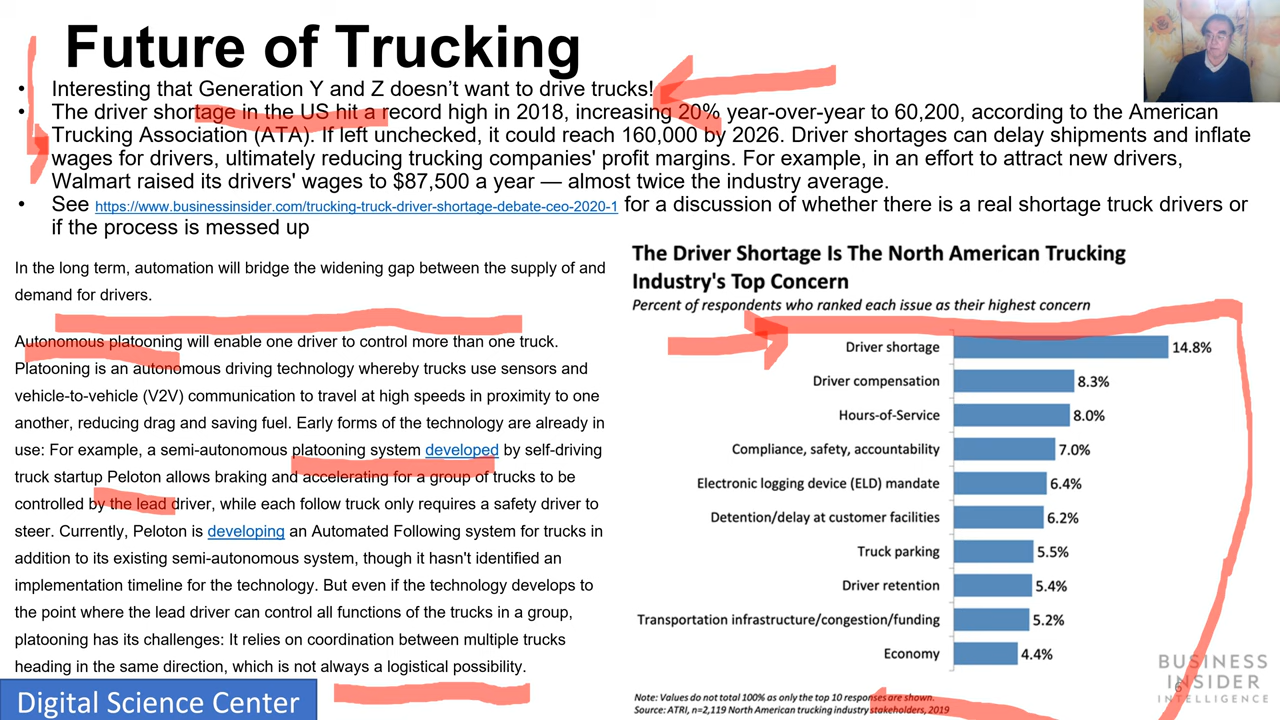 Future of Trucking
• Interesting that Generation Y and Z doesn't want to drive trucks!
• The driver shortage in the US hit a record high in 2018, increasing 20% year-over-year to 60,200, according to the American
Trucking Association (ATA). If left unchecked, it could reach 160,000 by 2026. Driver shortages can delay shipments and inflate
wages for drivers, ultimately reducing trucking companies' profit margins. For example, in an effort to attract new drivers,
Walmart raised its drivers' wages to $87,500 a year — almost twice the industry average.
• See https://www.businessinsider.com/trucking-truck-driver-shortage-debate-ceo-2020-1 for a discussion of whether there is a real shortage truck drivers or
if the process is messed up
In the long term, automation will bridge the widening gap between the supply of and
demand for drivers.
Autonomous platooning will enable one driver to control more than one truck.
Platooning is an autonomous driving technology whereby trucks use sensors and
vehicle-to-vehicle (V2V) communication to travel at high speeds in proximity to one
another, reducing drag and saving fuel. Early forms of the technology are already in
use: For example, a semi-autonomous platooning system developed by self-driving
truck startup Peloton allows braking and accelerating for a group of trucks to be
controlled by the lead driver, while each follow truck only requires a safety driver to
steer. Currently, Peloton is developing an Automated Following system for trucks in
addition to its existing semi-autonomous system, though it hasn't identified an
implementation timeline for the technology. But even if the technology develops to
the point where the lead driver can control all functions of the trucks in a group,
platooning has its challenges: It relies on coordination between multiple trucks
heading in the same direction, which is not always a logistical possibility.
Digital Science Center
The Driver Shortage Is The North American Trucking
Industry's Top Concern
Percent of respondents who ranked each issue as their highest concern
Driver shortage 14.8%
Driver compensation 8.3%
Hours-of-Service 8.0%
Compliance, safety, accountability 7.0%
Electronic logging device (ELD) mandate 6.4%
Detention/delay at customer facilities 6.2%
Truck parking 5.5%
Driver retention 5.4%
Transportation infrastructure/congestion/funding 5.2%
Economy 4.4%
Note: Values do not total 100% as only the top 10 responses are shown.
Source: ATRI, n=2,119 North American trucking industry stakeholders, 2019
BUSINESS
INSIDER
INTELLIGENCE
6